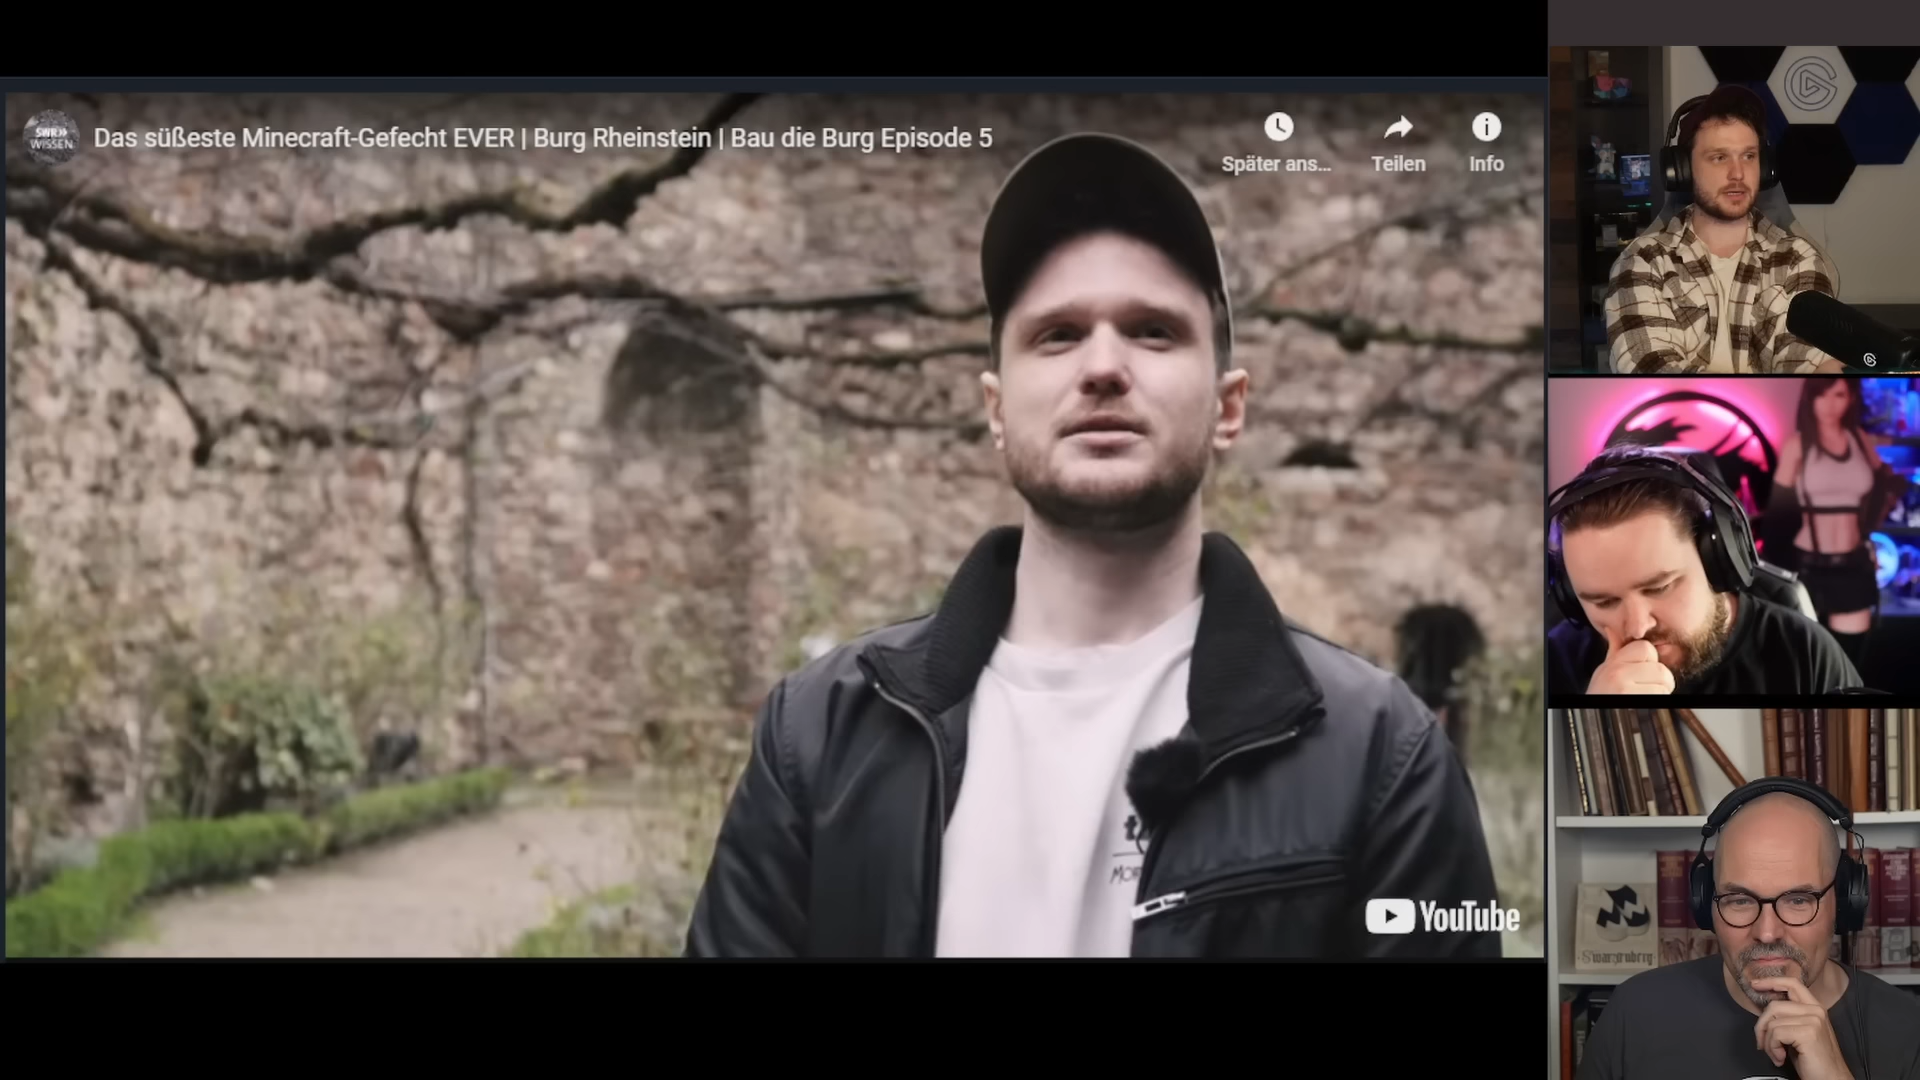 SWR»
WISSEN
Das süßeste Minecraft-Gefecht EVER | Burg Rheinstein | Bau die Burg Episode 5
Später ans...
Teilen
Info
YouTube
Swarzenberg